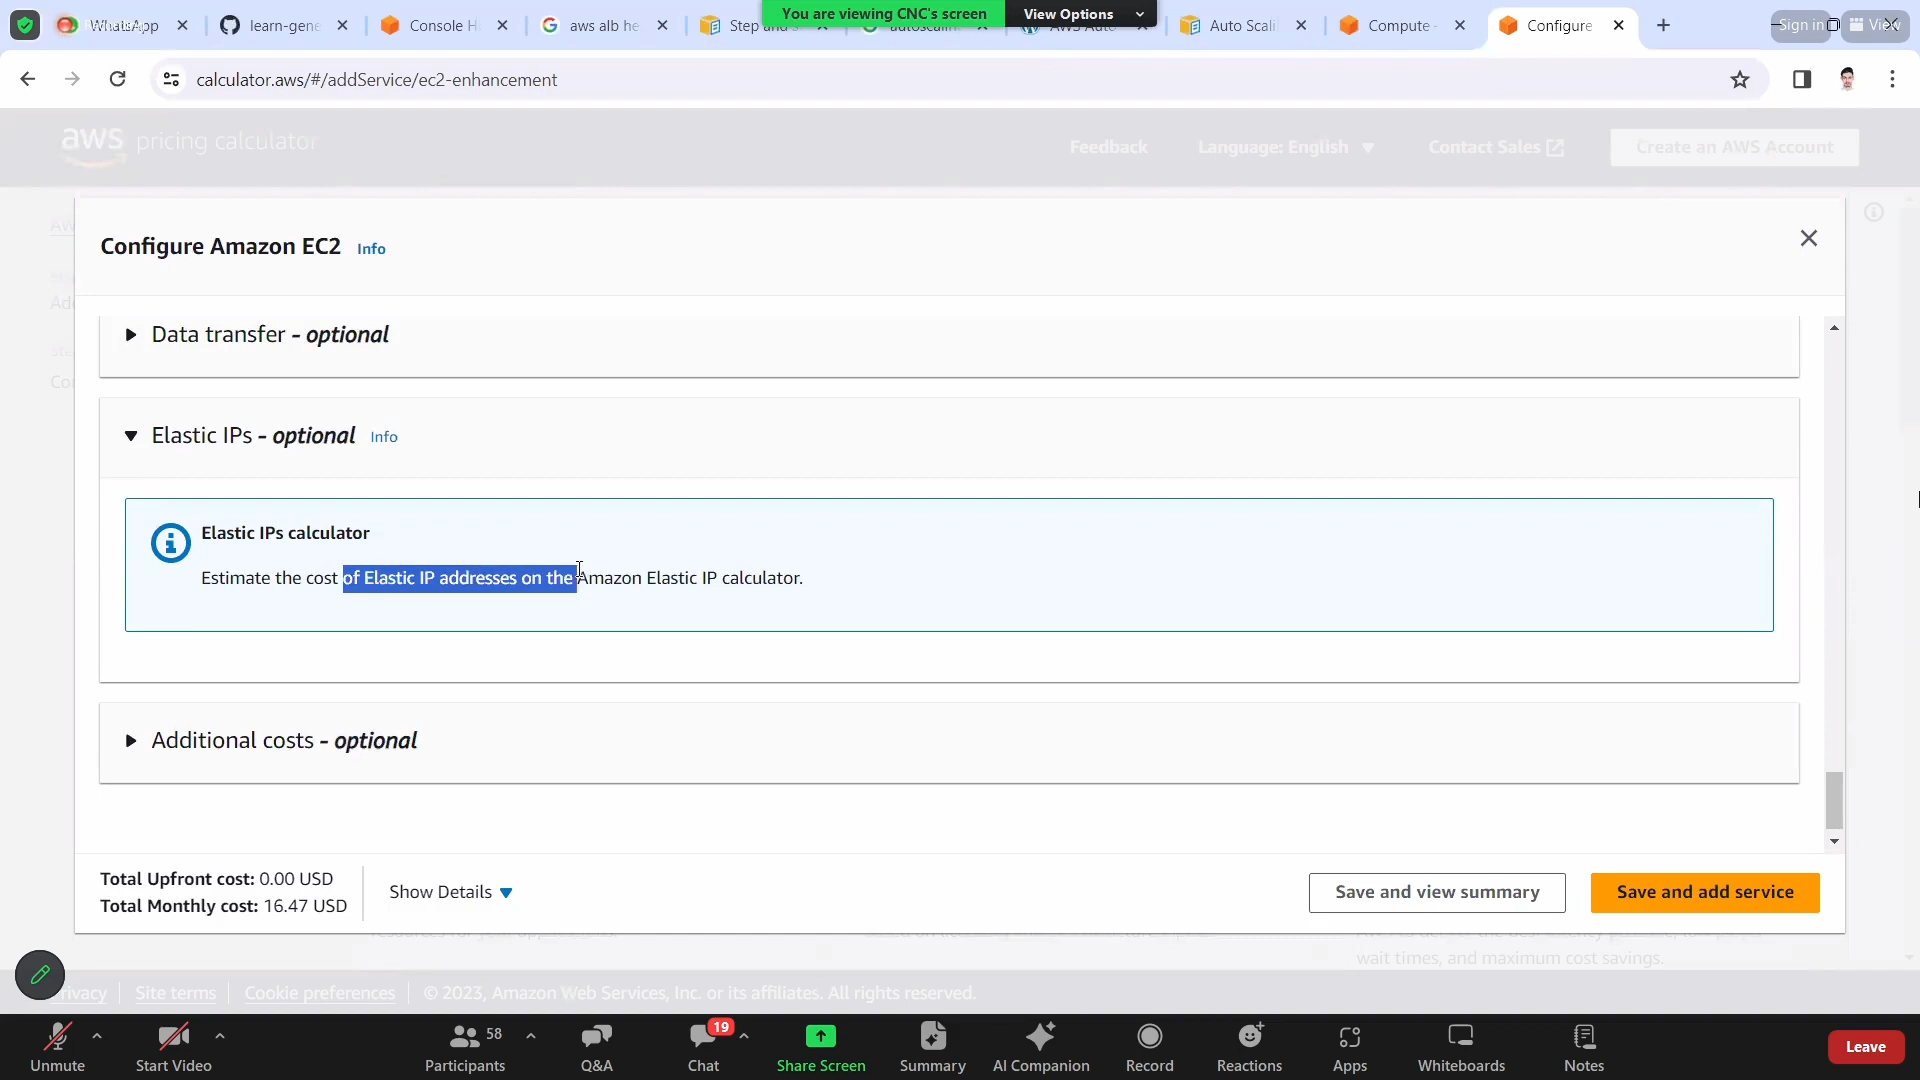 WhatsApp
learn-gene
Console H
aws alb he
Step and s
You are viewing CNC's screen
View Options
Auto Scali
Compute -
Configure
Sign in
View
calculator.aws/#/addService/ec2-enhancement
aws pricing calculator
Feedback
Language: English
Contact Sales
Create an AWS Account
Configure Amazon EC2 Info
Data transfer - optional
Elastic IPs - optional Info
Elastic IPs calculator
Estimate the cost of Elastic IP addresses on the Amazon Elastic IP calculator.
Additional costs - optional
Total Upfront cost: 0.00 USD
Total Monthly cost: 16.47 USD
Show Details
Save and view summary
Save and add service
wait times, and maximum cost savings.
Site terms
Cookie preferences
© 2023, Amazon Web Services, Inc. or its affiliates. All rights reserved.
Unmute
Start Video
58
Participants
Q&A
19
Chat
Share Screen
Summary
AI Companion
Record
Reactions
Apps
Whiteboards
Notes
Leave